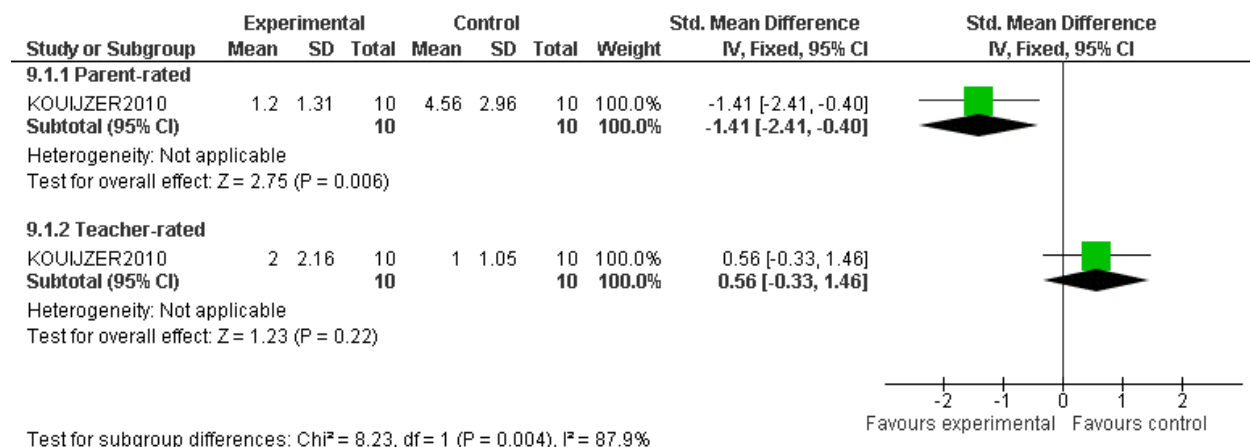 Experimental Control Std. Mean Difference Std. Mean Difference
Study or Subgroup Mean SD Total Mean SD Total Weight IV, Fixed, 95% CI IV, Fixed, 95% CI
9.1.1 Parent-rated
KOUIJZER2010 1.2 1.31 10 4.56 2.96 10 100.0% -1.41 [-2.41, -0.40]
Subtotal (95% CI) 10 10 100.0% -1.41 [-2.41, -0.40]
Heterogeneity: Not applicable
Test for overall effect: Z = 2.75 (P = 0.006)
9.1.2 Teacher-rated
KOUIJZER2010 2 2.16 10 1 1.05 10 100.0% 0.56 [-0.33, 1.46]
Subtotal (95% CI) 10 10 100.0% 0.56 [-0.33, 1.46]
Heterogeneity: Not applicable
Test for overall effect: Z = 1.23 (P = 0.22)
-2 -1 0 1 2
Favours experimental Favours control
Test for subgroup differences: Chi² = 8.23, df = 1 (P = 0.004), I² = 87.9%